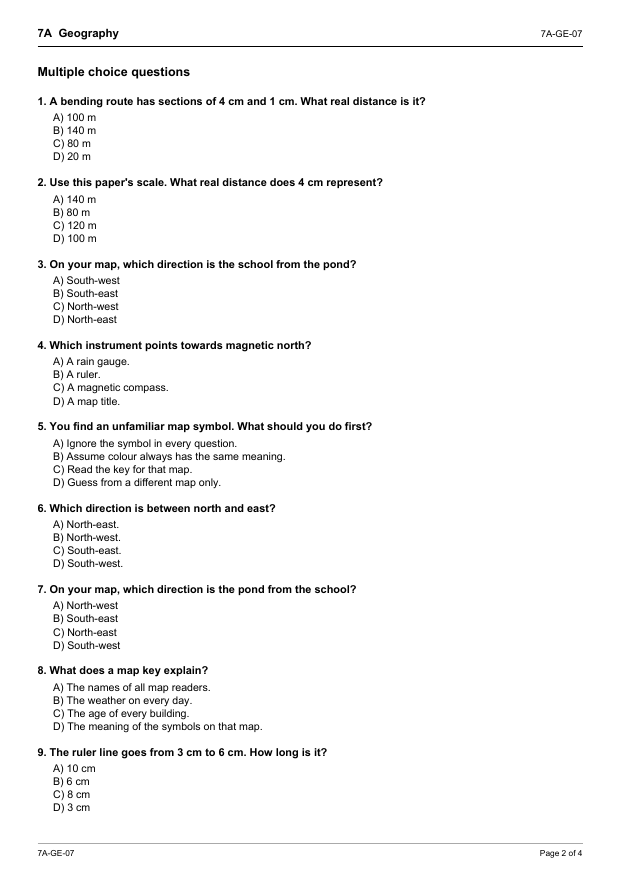 7A Geography
7A-GE-07
Multiple choice questions
1. A bending route has sections of 4 cm and 1 cm. What real distance is it?
A) 100 m
B) 140 m
C) 80 m
D) 20 m
2. Use this paper's scale. What real distance does 4 cm represent?
A) 140 m
B) 80 m
C) 120 m
D) 100 m
3. On your map, which direction is the school from the pond?
A) South-west
B) South-east
C) North-west
D) North-east
4. Which instrument points towards magnetic north?
A) A rain gauge.
B) A ruler.
C) A magnetic compass.
D) A map title.
5. You find an unfamiliar map symbol. What should you do first?
A) Ignore the symbol in every question.
B) Assume colour always has the same meaning.
C) Read the key for that map.
D) Guess from a different map only.
6. Which direction is between north and east?
A) North-east.
B) North-west.
C) South-east.
D) South-west.
7. On your map, which direction is the pond from the school?
A) North-west
B) South-east
C) North-east
D) South-west
8. What does a map key explain?
A) The names of all map readers.
B) The weather on every day.
C) The age of every building.
D) The meaning of the symbols on that map.
9. The ruler line goes from 3 cm to 6 cm. How long is it?
A) 10 cm
B) 6 cm
C) 8 cm
D) 3 cm
7A-GE-07
Page 2 of 4